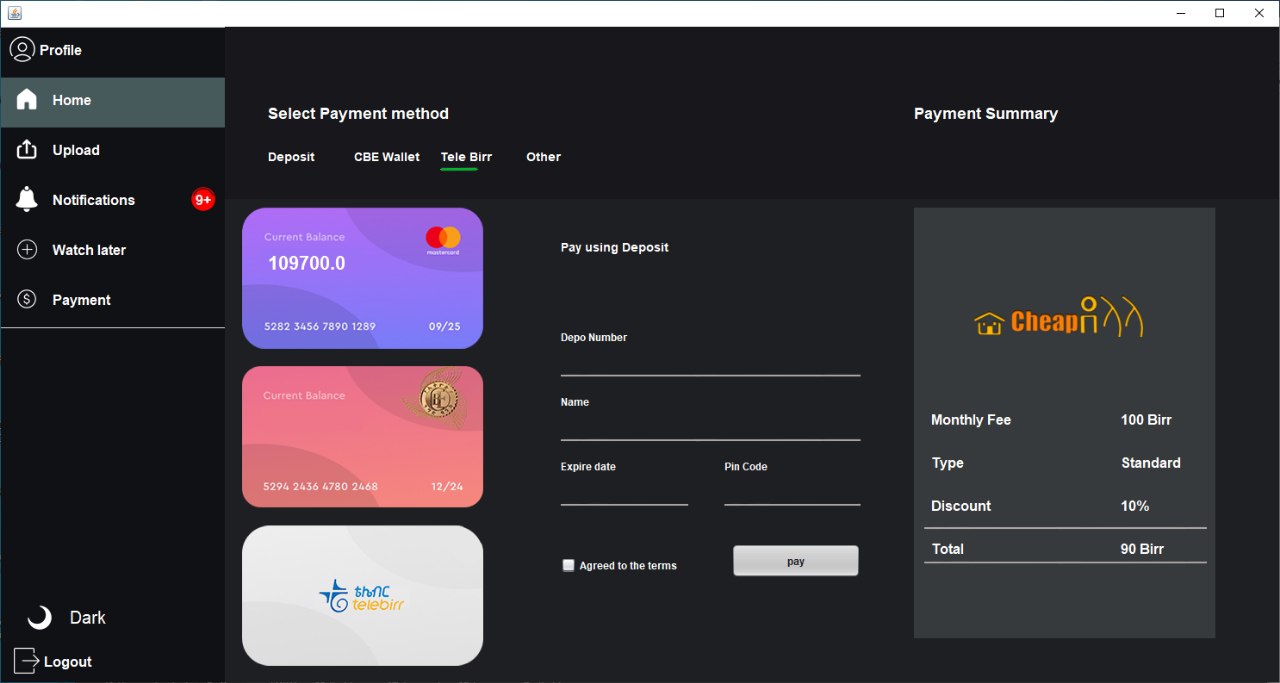 Profile
Home
Upload
Notifications 9+
Watch later
Payment
Dark
Logout
Select Payment method
Deposit CBE Wallet Tele Birr Other
Current Balance
109700.0
mastercard
5282 3456 7890 1289 09/25
Current Balance
5294 2436 4780 2468 12/24
telebirr
Pay using Deposit
Depo Number
Name
Expire date Pin Code
Agreed to the terms pay
Payment Summary
Cheap
Monthly Fee 100 Birr
Type Standard
Discount 10%
Total 90 Birr